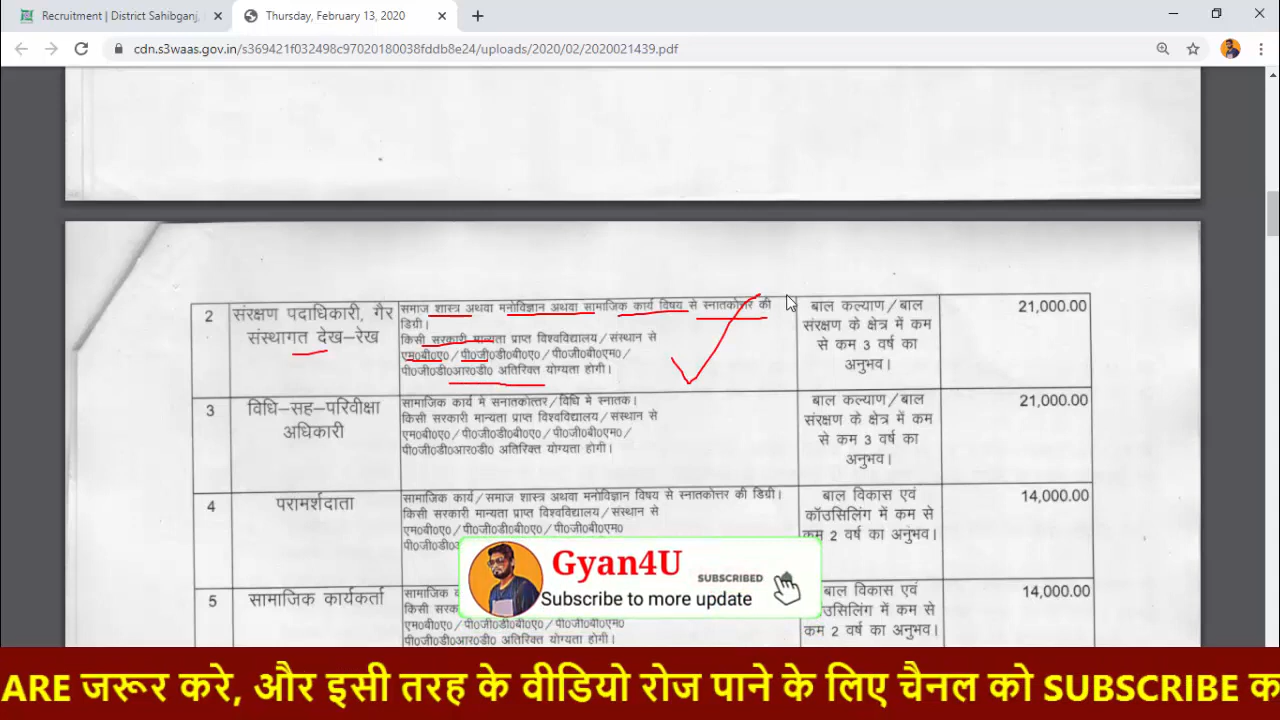 Recruitment | District Sahibganj,
Thursday, February 13, 2020
cdn.s3waas.gov.in/s369421f032498c97020180038fddb8e24/uploads/2020/02/2020021439.pdf
2
संरक्षण पदाधिकारी, गैर
संस्थागत देख–रेख
समाज शास्त्र अथवा मनोविज्ञान अथवा सामाजिक कार्य विषय से स्नातकोत्तर की
डिग्री।
किसी सरकारी मान्यता प्राप्त विश्वविद्यालय/संस्थान से
एम0बी0ए0/पी0जी0डी0बी0ए0/पी0जी0बी0एम0/
पी0जी0डी0आर0डी0 अतिरिक्त योग्यता होगी।
बाल कल्याण/बाल
संरक्षण के क्षेत्र में कम
से कम 3 वर्ष का
अनुभव।
21,000.00
3
विधि–सह–परिवीक्षा
अधिकारी
सामाजिक कार्य मे सनातकोत्तर/विधि मे स्नातक।
किसी सरकारी मान्यता प्राप्त विश्वविद्यालय/संस्थान से
एम0बी0ए0/पी0जी0डी0बी0ए0/पी0जी0बी0एम0/
पी0जी0डी0आर0डी0 अतिरिक्त योग्यता होगी।
बाल कल्याण/बाल
संरक्षण के क्षेत्र में कम
से कम 3 वर्ष का
अनुभव।
21,000.00
4
परामर्शदाता
सामाजिक कार्य/समाज शास्त्र अथवा मनोविज्ञान विषय से स्नातकोत्तर की डिग्री।
किसी सरकारी मान्यता प्राप्त विश्वविद्यालय/संस्थान से
एम0बी0ए0/पी0जी0डी0बी0ए0/पी0जी0बी0एम0
पी0जी0डी0
बाल विकास एवं
कॉउसिलिंग में कम से
कम 2 वर्ष का अनुंभव।
14,000.00
5
सामाजिक कार्यकर्ता
सामाजिक
किसी
एम0बी0ए0/पी0जी0डी0बी0ए0/पी0जी0बी0एम0
पी0जी0डी0आर0डी0 अतिरिक्त योग्यता होगी।
बाल विकास एवं
कॉउसिलिंग में कम से
कम 2 वर्ष का अनुभव।
14,000.00
Gyan4U
SUBSCRIBED
Subscribe to more update
ARE जरूर करे, और इसी तरह के वीडियो रोज पाने के लिए चैनल को SUBSCRIBE क